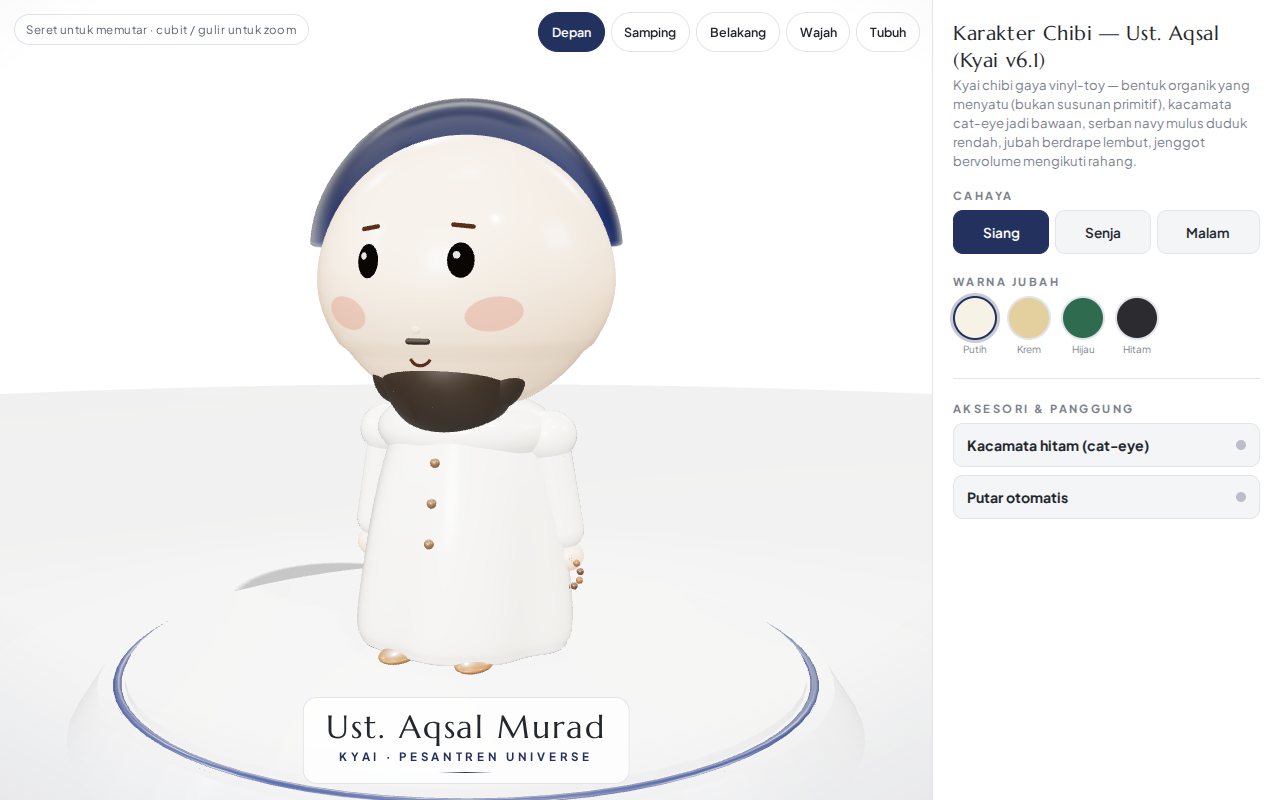 Seret untuk memutar · cubit / gulir untuk zoom
Depan
Samping
Belakang
Wajah
Tubuh
Karakter Chibi — Ust. Aqsal
(Kyai v6.1)
Kyai chibi gaya vinyl-toy — bentuk organik yang
menyatu (bukan susunan primitif), kacamata
cat-eye jadi bawaan, serban navy mulus duduk
rendah, jubah berdrape lembut, jenggot
bervolume mengikuti rahang.
CAHAYA
Siang
Senja
Malam
WARNA JUBAH
Putih
Krem
Hijau
Hitam
AKSESORI & PANGGUNG
Kacamata hitam (cat-eye)
Putar otomatis
Ust. Aqsal Murad
KYAI · PESANTREN UNIVERSE